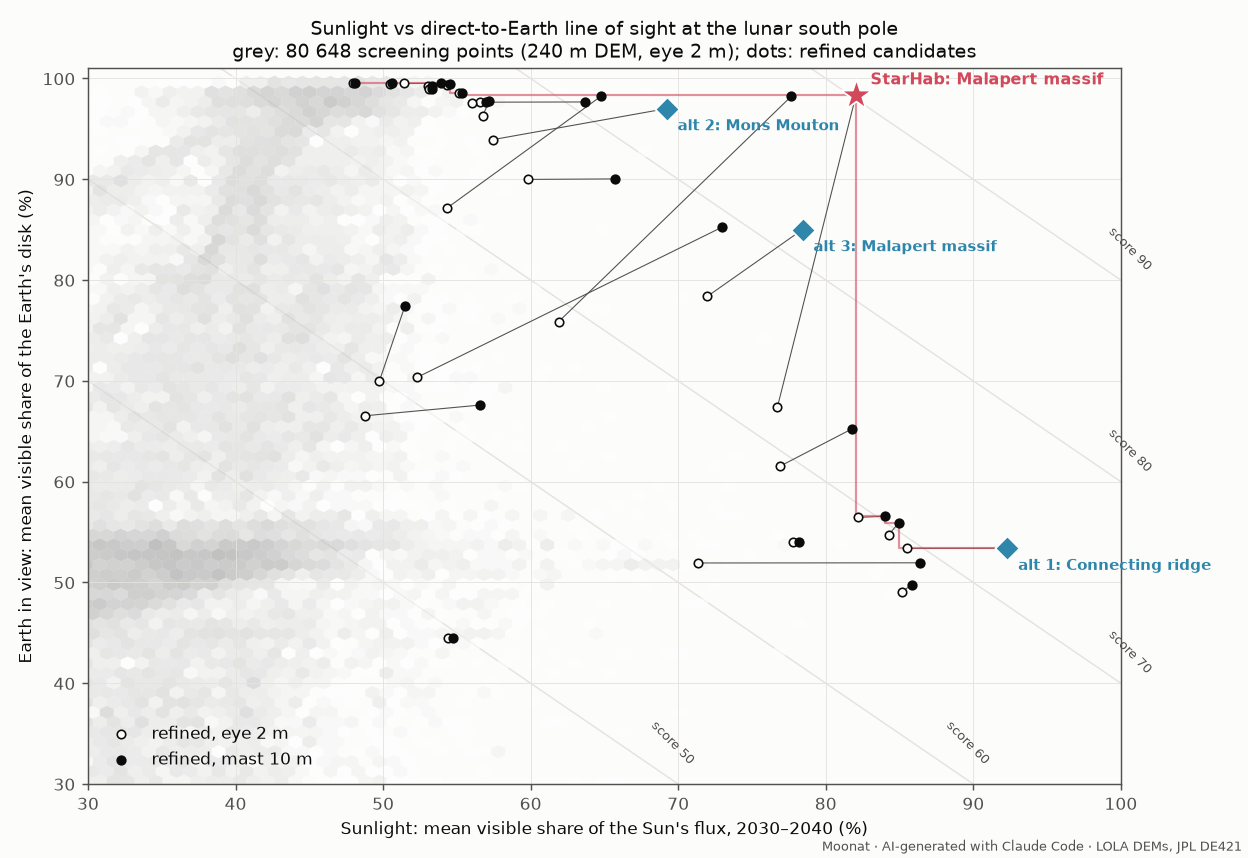 Sunlight vs direct-to-Earth line of sight at the lunar south pole
grey: 80 648 screening points (240 m DEM, eye 2 m); dots: refined candidates
StarHab: Malapert massif
alt 2: Mons Mouton
alt 3: Malapert massif
alt 1: Connecting ridge
score 90
score 80
score 70
score 60
score 50
Earth in view: mean visible share of the Earth's disk (%)
100
90
80
70
60
50
40
30
refined, eye 2 m
refined, mast 10 m
30 40 50 60 70 80 90 100
Sunlight: mean visible share of the Sun's flux, 2030–2040 (%)
Moonat · AI-generated with Claude Code · LOLA DEMs, JPL DE421